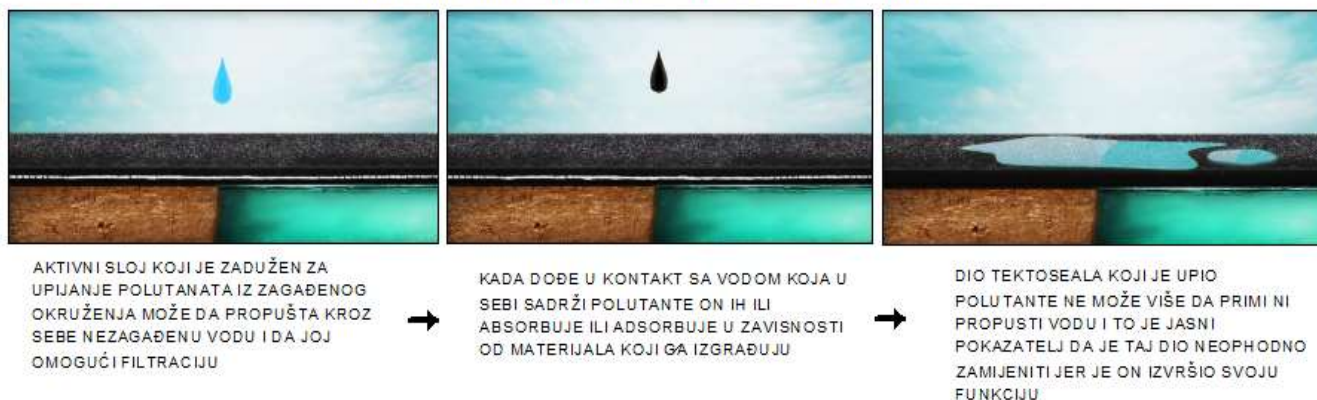 AKTIVNI SLOJ KOJI JE ZADUŽEN ZA
UPIJANJE POLUTANATA IZ ZAGAĐENOG
OKRUŽENJA MOŽE DA PROPUŠTA KROZ
SEBE NEZAGAĐENU VODU I DA JOJ
OMOGUĆI FILTRACIJU
KADA DOĐE U KONTAKT SA VODOM KOJA U
SEBI SADRŽI POLUTANTE ON IH ILI
ABSORBUJE ILI ADSORBUJE U ZAVISNOSTI
OD MATERIJALA KOJI GA IZGRAĐUJU
DIO TEKTOSEALA KOJI JE UPIO
POLUTANTE NE MOŽE VIŠE DA PRIMI NI
PROPUSTI VODU I TO JE JASNI
POKAZATELJ DA JE TAJ DIO NEOPHODNO
ZAMIJENITI JER JE ON IZVRŠIO SVOJU
FUNKCIJU